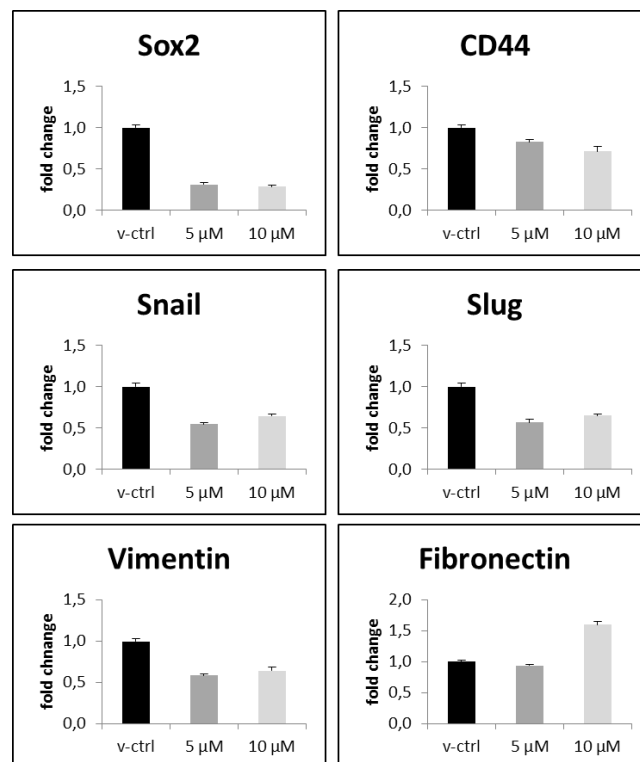 Sox2
fold change
1,5
1,0
0,5
0,0
v-ctrl 5 µM 10 µM
CD44
fold change
1,5
1,0
0,5
0,0
v-ctrl 5 µM 10 µM
Snail
fold change
1,5
1,0
0,5
0,0
v-ctrl 5 µM 10 µM
Slug
fold change
1,5
1,0
0,5
0,0
v-ctrl 5 µM 10 µM
Vimentin
fold chnange
1,5
1,0
0,5
0,0
v-ctrl 5 µM 10 µM
Fibronectin
fold change
2,0
1,5
1,0
0,5
0,0
v-ctrl 5 µM 10 µM